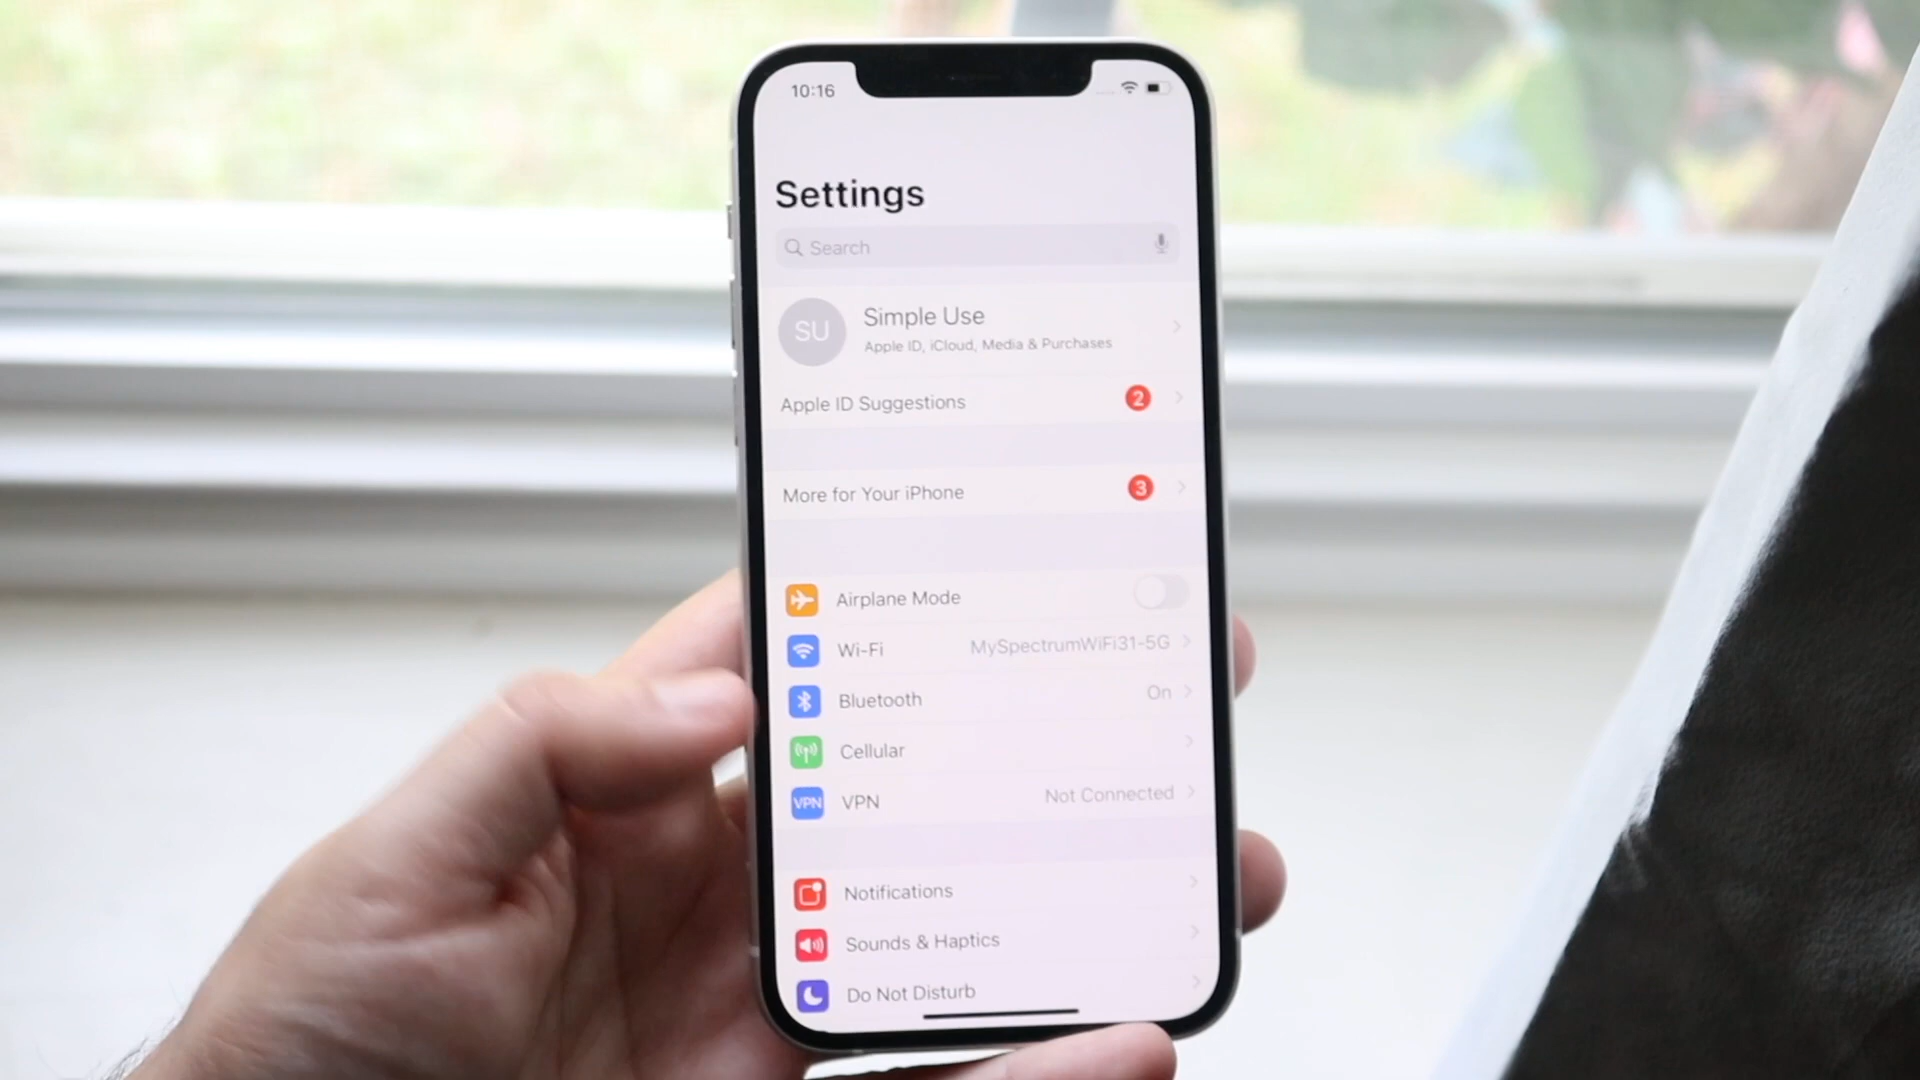 10:16
Settings
Search
SU
Simple Use
Apple ID, iCloud, Media & Purchases
Apple ID Suggestions 2
More for Your iPhone 3
Airplane Mode
Wi-Fi MySpectrumWiFi31-5G
Bluetooth On
Cellular
VPN VPN Not Connected
Notifications
Sounds & Haptics
Do Not Disturb